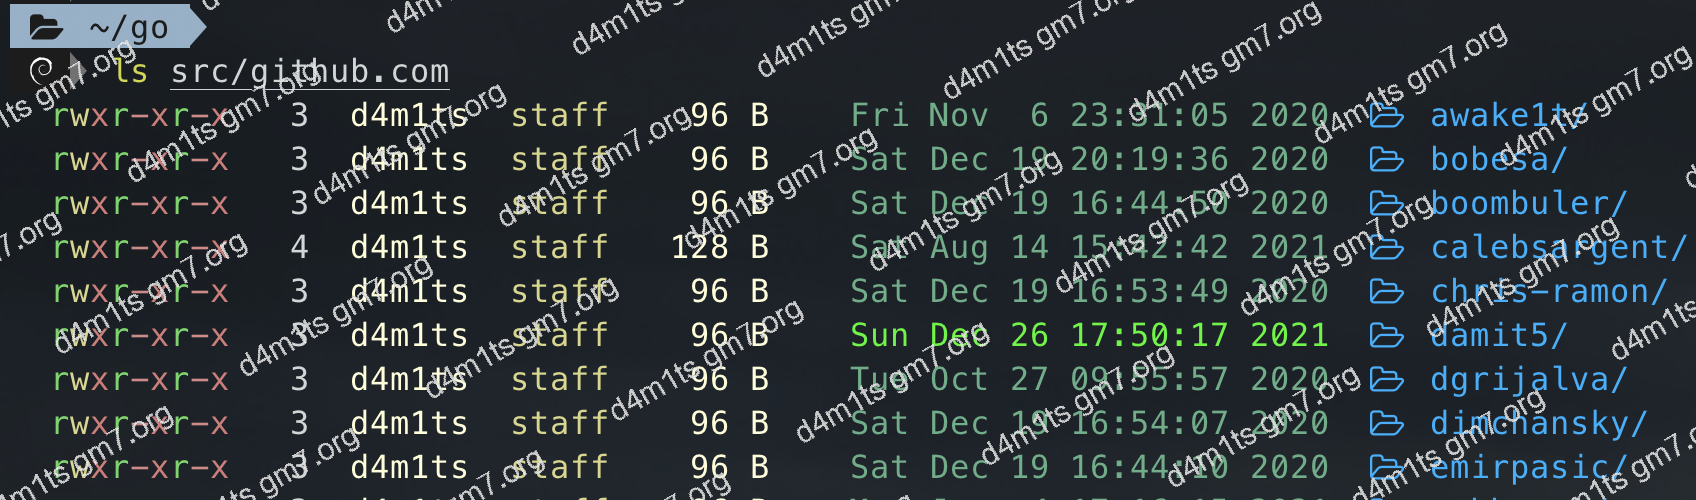 ~/go
ls src/github.com
rwxr-xr-x 3 d4m1ts staff 96 B Fri Nov 6 23:31:05 2020 awake1t/
rwxr-xr-x 3 d4m1ts staff 96 B Sat Dec 19 20:19:36 2020 bobesa/
rwxr-xr-x 3 d4m1ts staff 96 B Sat Dec 19 16:44:50 2020 boombuler/
rwxr-xr-x 4 d4m1ts staff 128 B Sat Aug 14 15:42:42 2021 calebsargent/
rwxr-xr-x 3 d4m1ts staff 96 B Sat Dec 19 16:53:49 2020 chris-ramon/
rwxr-xr-x 3 d4m1ts staff 96 B Sun Dec 26 17:50:17 2021 damit5/
rwxr-xr-x 3 d4m1ts staff 96 B Tue Oct 27 09:55:57 2020 dgrijalva/
rwxr-xr-x 3 d4m1ts staff 96 B Sat Dec 19 16:54:07 2020 dimchansky/
rwxr-xr-x 3 d4m1ts staff 96 B Sat Dec 19 16:44:10 2020 emirpasic/
d4m1ts gm7.org